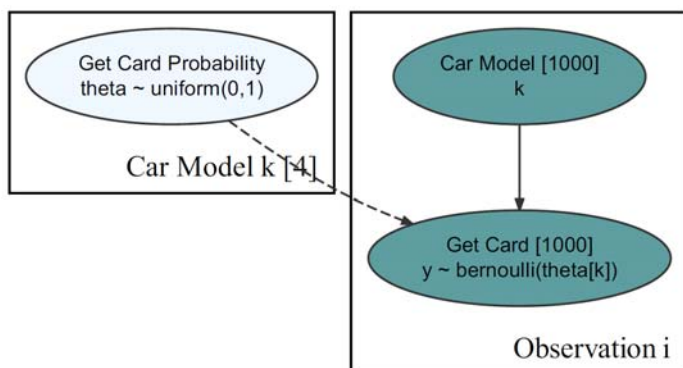 Get Card Probability
theta ~ uniform(0,1)
Car Model k [4]
Car Model [1000]
k
Get Card [1000]
y ~ bernoulli(theta[k])
Observation i